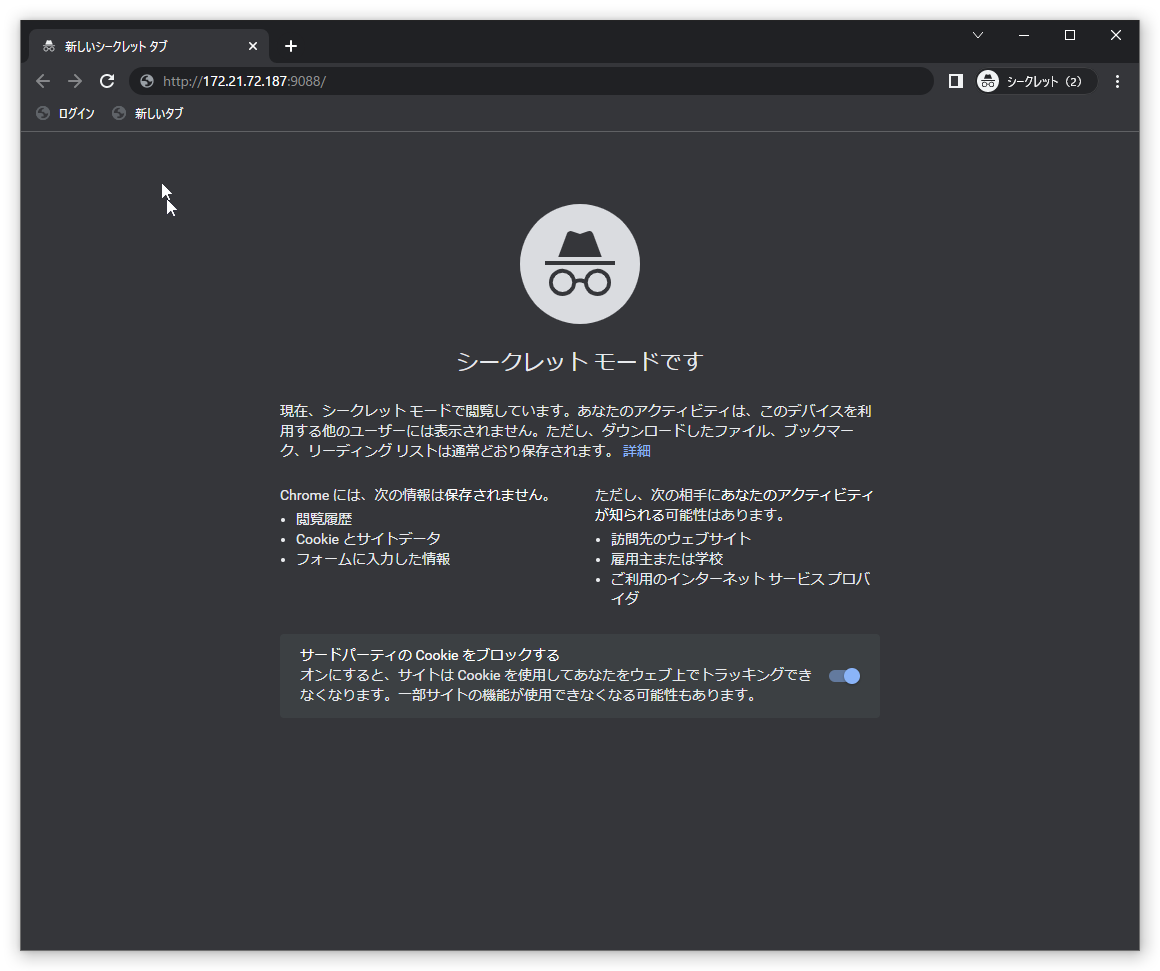 新しいシークレット タブ
http://172.21.72.187:9088/
シークレット（2）
ログイン
新しいタブ
シークレット モードです
現在、シークレット モードで閲覧しています。あなたのアクティビティは、このデバイスを利
用する他のユーザーには表示されません。ただし、ダウンロードしたファイル、ブックマー
ク、リーディング リストは通常どおり保存されます。 詳細
Chrome には、次の情報は保存されません。
• 閲覧履歴
• Cookie とサイトデータ
• フォームに入力した情報
ただし、次の相手にあなたのアクティビティ
が知られる可能性はあります。
• 訪問先のウェブサイト
• 雇用主または学校
• ご利用のインターネット サービス プロバ
イダ
サードパーティの Cookie をブロックする
オンにすると、サイトは Cookie を使用してあなたをウェブ上でトラッキングでき
なくなります。一部サイトの機能が使用できなくなる可能性もあります。